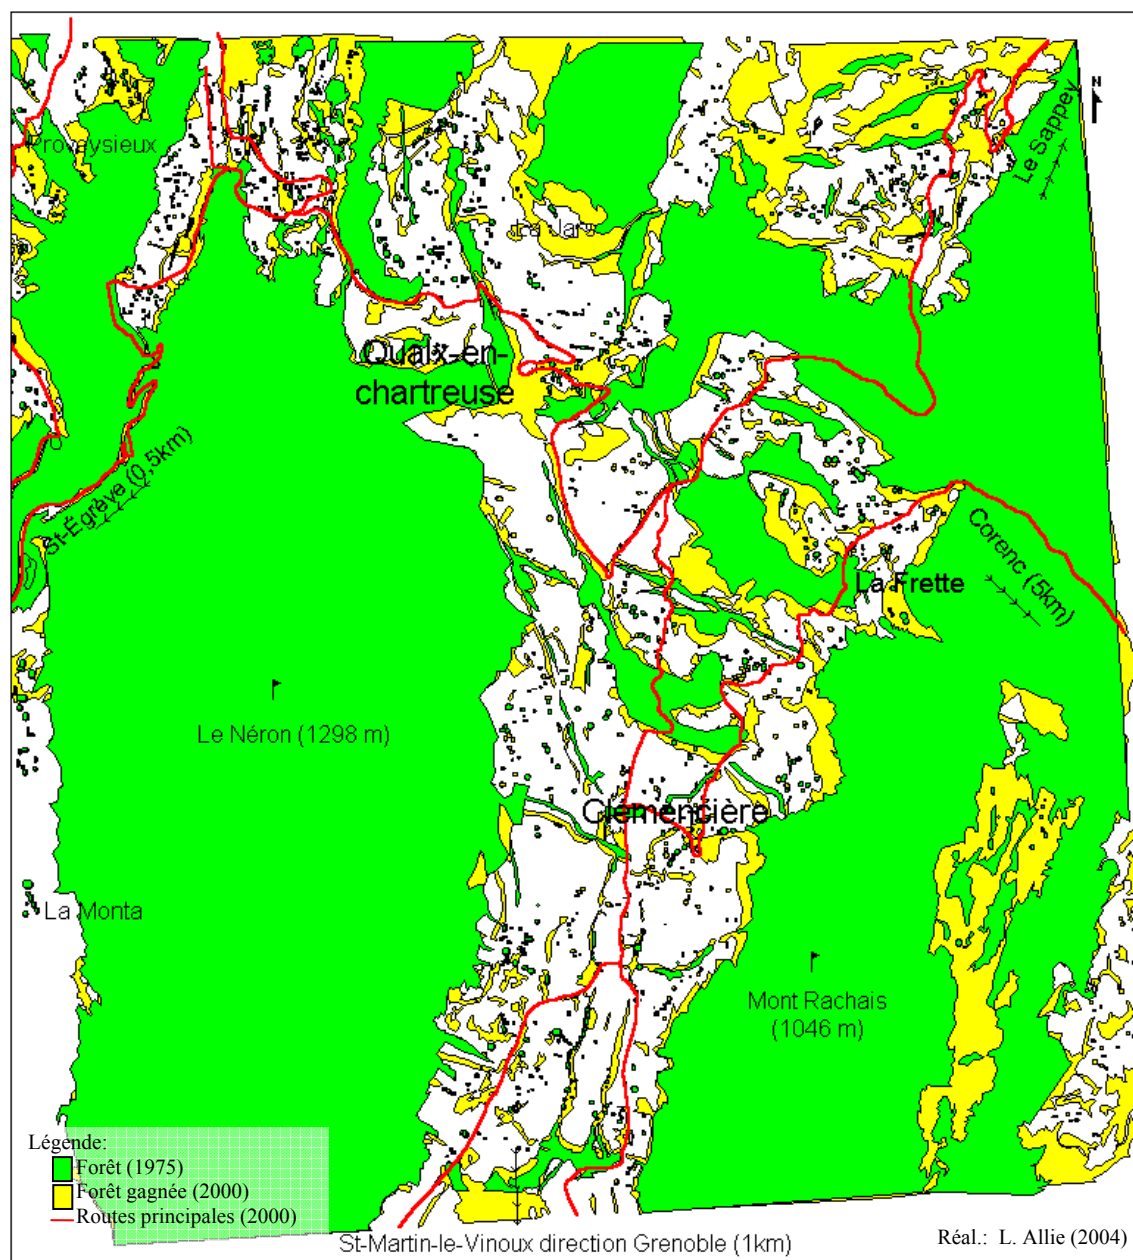 N
Le Sappey
Proveysieux
La Jars
Quaix-en-
chartreuse
St-Égrève (0,5km)
Corenc (5km)
La Frette
Le Néron (1298 m)
Clémencière
La Monta
Mont Rachais
(1046 m)
Légende:
Forêt (1975)
Forêt gagnée (2000)
Routes principales (2000)
St-Martin-le-Vinoux direction Grenoble (1km)
Réal.: L. Allie (2004)